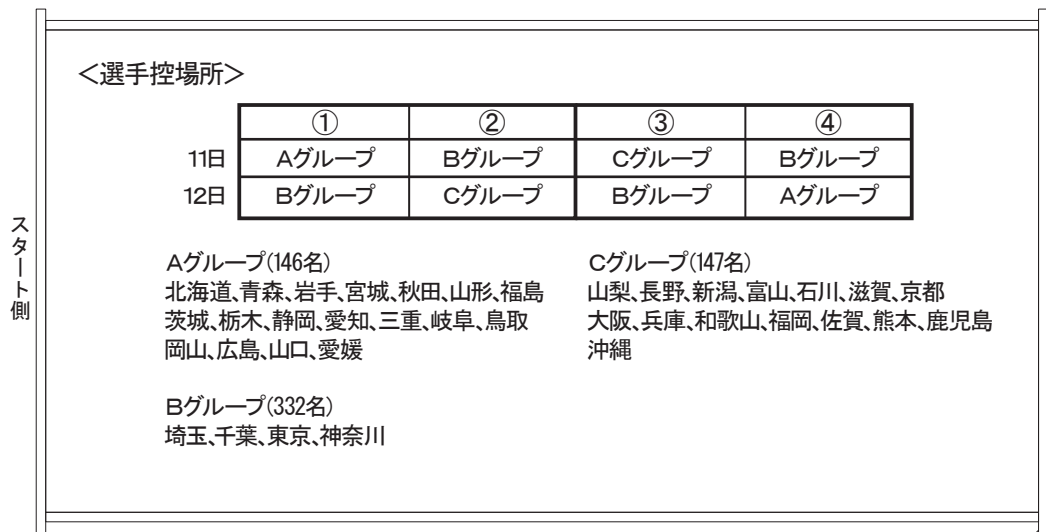 ＜選手控場所＞
① ② ③ ④
11日 Aグループ Bグループ Cグループ Bグループ
12日 Bグループ Cグループ Bグループ Aグループ
スタート側
Aグループ(146名)
北海道、青森、岩手、宮城、秋田、山形、福島
茨城、栃木、静岡、愛知、三重、岐阜、鳥取
岡山、広島、山口、愛媛
Cグループ(147名)
山梨、長野、新潟、富山、石川、滋賀、京都
大阪、兵庫、和歌山、福岡、佐賀、熊本、鹿児島
沖縄
Bグループ(332名)
埼玉、千葉、東京、神奈川